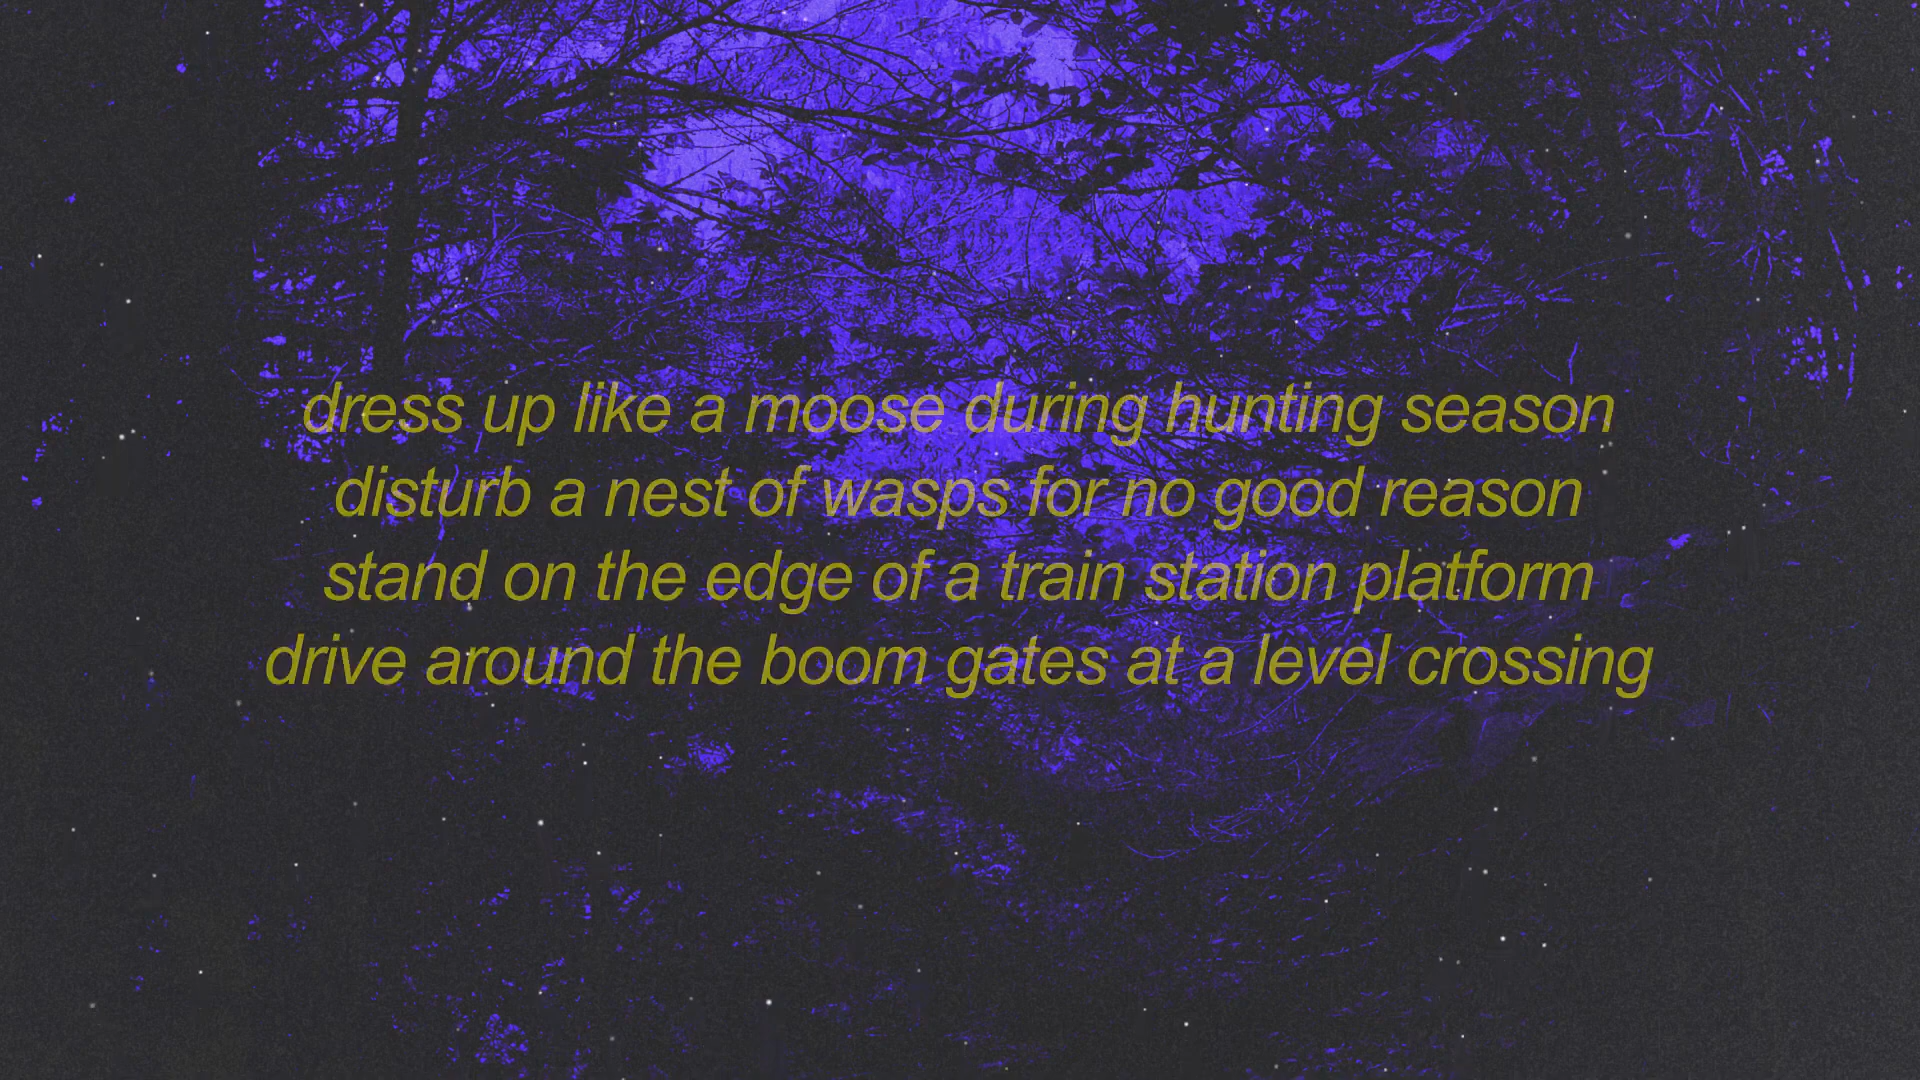 dress up like a moose during hunting season
disturb a nest of wasps for no good reason
stand on the edge of a train station platform
drive around the boom gates at a level crossing